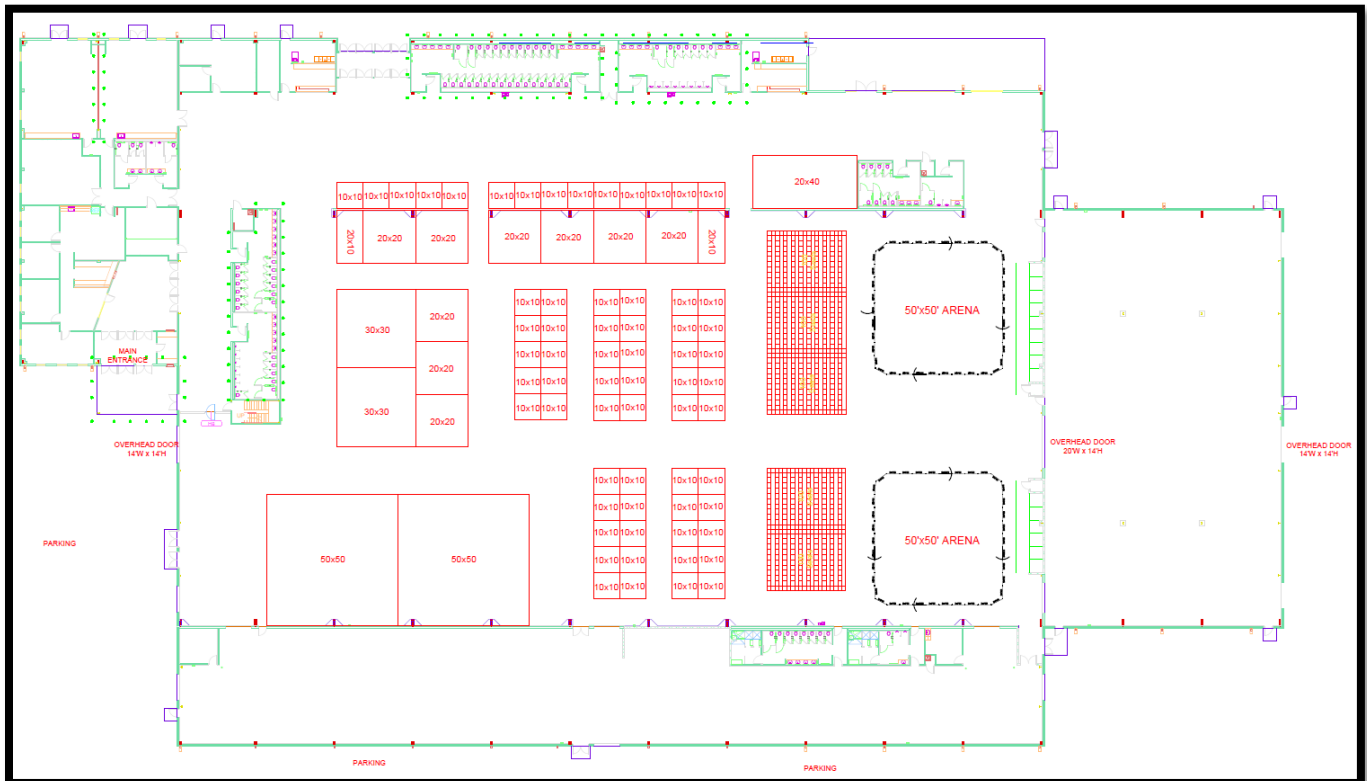 20x40
10x10 10x10 10x10 10x10 10x10 10x10 10x10 10x10 10x10 10x10 10x10 10x10 10x10 10x10
20x10 20x20 20x20 20x20 20x20 20x20 20x20 20x10
10x10 10x10 10x10 10x10 10x10 10x10
50'x50' ARENA
20x20
30x30
10x10 10x10 10x10 10x10 10x10 10x10
MAIN
ENTRANCE
10x10 10x10 10x10 10x10 10x10 10x10
20x20
10x10 10x10 10x10 10x10 10x10 10x10
30x30
10x10 10x10 10x10 10x10 10x10 10x10
20x20
OVERHEAD DOOR
14'W x 14'H
OVERHEAD DOOR
20'W x 14'H
OVERHEAD DOOR
14'W x 14'H
10x10 10x10 10x10 10x10
10x10 10x10 10x10 10x10
10x10 10x10 10x10 10x10
50'x50' ARENA
PARKING
50x50
50x50
10x10 10x10 10x10 10x10
10x10 10x10 10x10 10x10
PARKING
PARKING